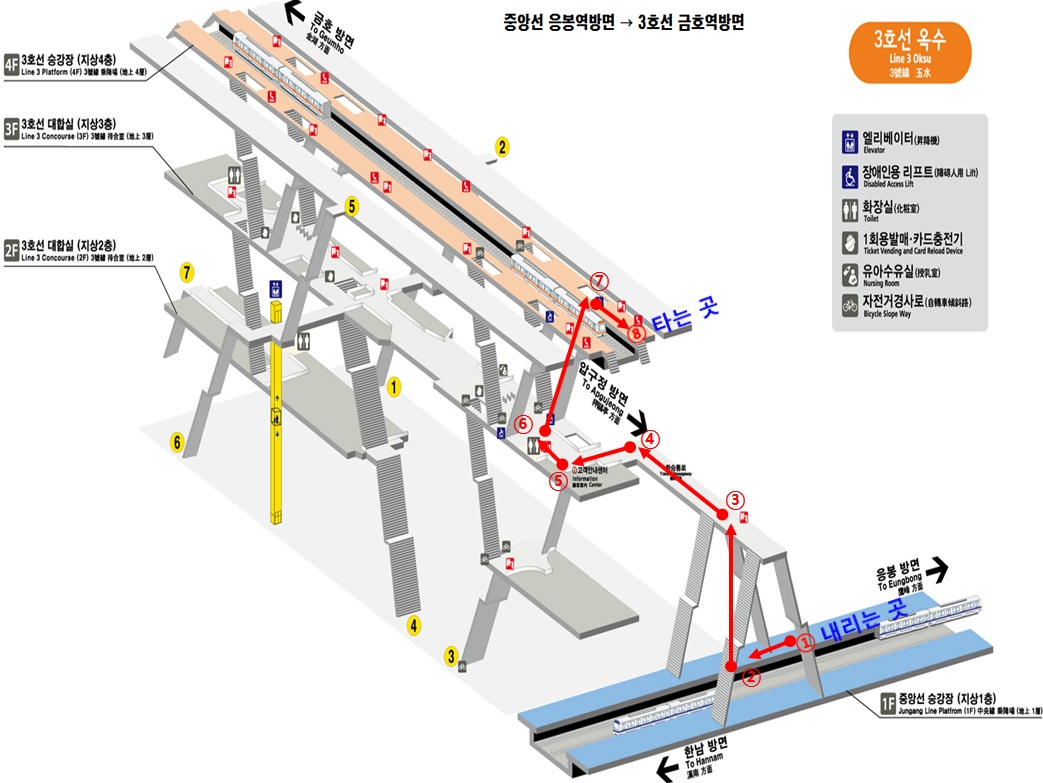 중앙선 응봉역방면 → 3호선 금호역방면
금호 방면
To Geumho
金湖 方面
3호선 옥수
Line 3 Oksu
3號線 玉水
4F 3호선 승강장 (지상4층)
Line 3 Platform (4F) 3號線 乘降場 (地上 4層)
3F 3호선 대합실 (지상3층)
Line 3 Concourse (3F) 3號線 待合室 (地上 3層)
2F 3호선 대합실 (지상2층)
Line 3 Concourse (2F) 3號線 待合室 (地上 2層)
엘리베이터(昇降機)
Elevator
장애인용 리프트(障碍人用 Lift)
Disabled Access Lift
화장실(化粧室)
Toilet
1회용발매·카드충전기
Ticket Vending and Card Reload Device
유아수유실(授乳室)
Nursing Room
자전거경사로(自轉車傾斜路)
Bicycle Slope Way
2
5
7
1
6
4
3
⑦
⑧
타는 곳
압구정 방면
To Apgujeong
狎鷗亭 方面
⑥
④
⑤
고객안내센터
Information
顧客案內 Center
환승통로
③
응봉 방면
To Eungbong
鷹峰 方面
내리는 곳
①
②
1F 중앙선 승강장 (지상1층)
Jungang Line Platfrom (1F) 中央線 乘降場 (地上 1層)
한남 방면
To Hannam
漢南 方面